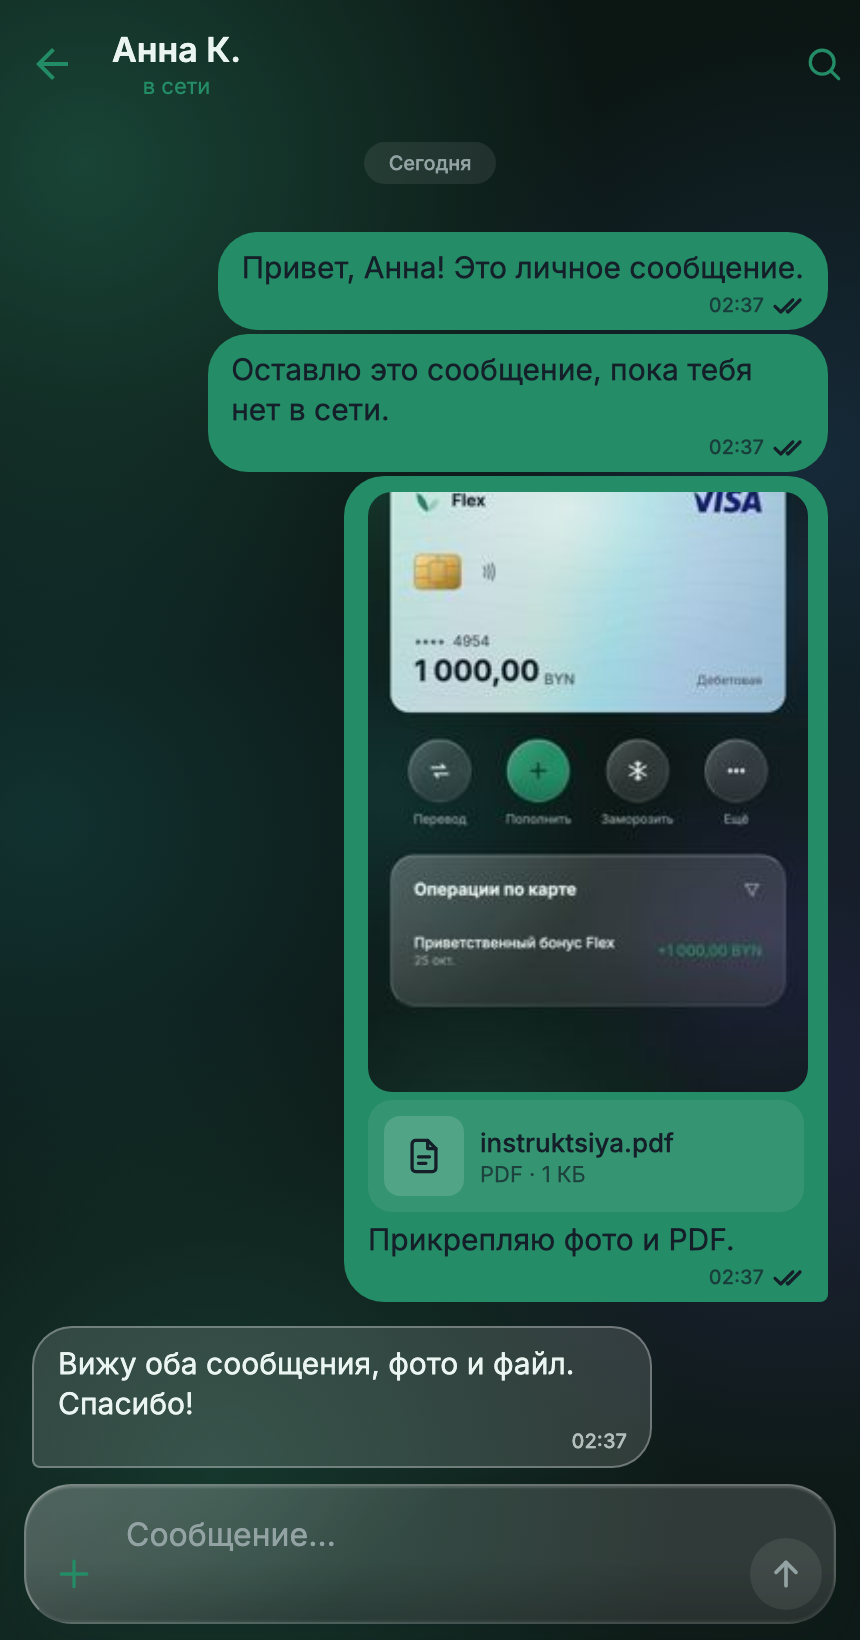 Анна К.
в сети
Сегодня
Привет, Анна! Это личное сообщение.
02:37
Оставлю это сообщение, пока тебя
нет в сети.
02:37
Flex
VISA
•••• 4954
1 000,00 BYN
Дебетовая
Перевод
Пополнить
Заморозить
Ещё
Операции по карте
Приветственный бонус Flex
+1 000,00 BYN
25 окт.
instruktsiya.pdf
PDF · 1 КБ
Прикрепляю фото и PDF.
02:37
Вижу оба сообщения, фото и файл.
Спасибо!
02:37
Сообщение...